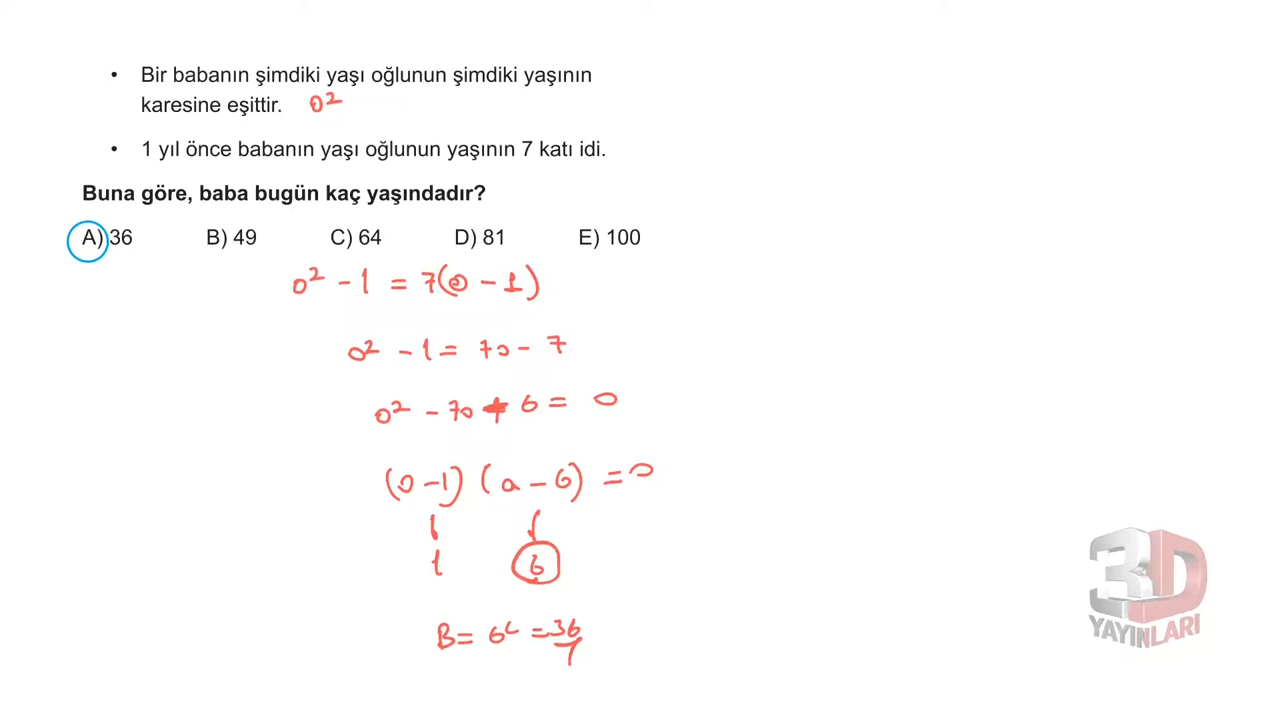 • Bir babanın şimdiki yaşı oğlunun şimdiki yaşının
karesine eşittir. o²
• 1 yıl önce babanın yaşı oğlunun yaşının 7 katı idi.
Buna göre, baba bugün kaç yaşındadır?
A) 36 B) 49 C) 64 D) 81 E) 100
o² - 1 = 7(o - 1)
o² - 1 = 7o - 7
o² - 7o + 6 = 0
(o - 1) (o - 6) = 0
1 6
B = 6² = 36
3D
YAYINLARI